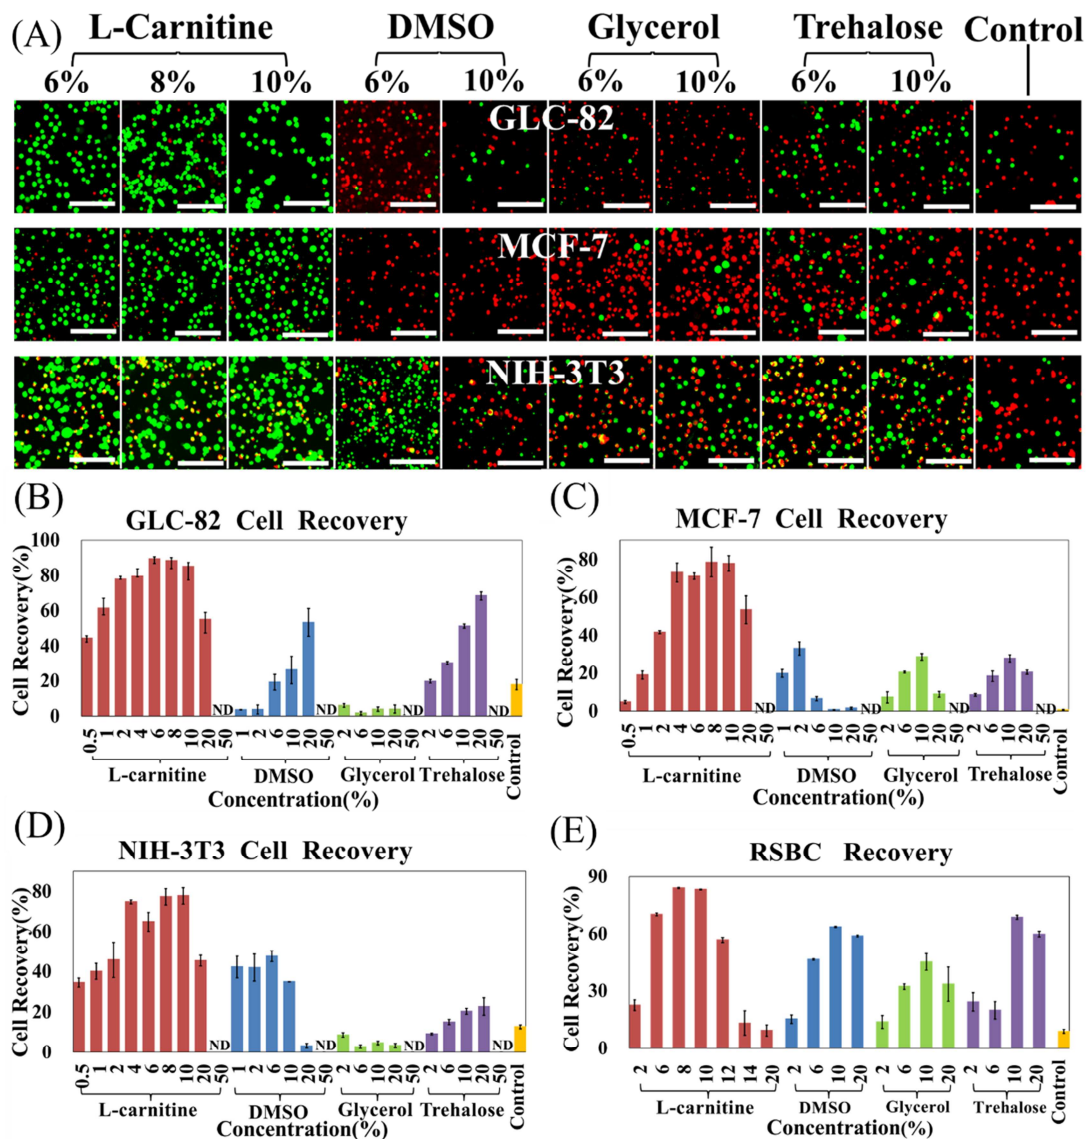 (A)
L-Carnitine DMSO Glycerol Trehalose Control
6% 8% 10% 6% 10% 6% 10% 6% 10%
GLC-82
MCF-7
NIH-3T3
(B)
GLC-82 Cell Recovery
Cell Recovery(%)
100
80
60
40
20
0
ND ND ND ND
0.5 1 2 4 6 8 10 20 50 1 2 6 10 20 50 2 6 10 20 50 2 6 10 20 50 Control
L-carnitine DMSO Glycerol Trehalose
Concentration(%)
(C)
MCF-7 Cell Recovery
Cell Recovery(%)
80
60
40
20
0
ND ND ND ND
0.5 1 2 4 6 8 10 20 50 1 2 6 10 20 50 2 6 10 20 50 2 6 10 20 50 Control
L-carnitine DMSO Glycerol Trehalose
Concentration(%)
(D)
NIH-3T3 Cell Recovery
Cell Recovery(%)
80
60
40
20
0
ND ND ND ND
0.5 1 2 4 6 8 10 20 50 1 2 6 10 20 50 2 6 10 20 50 2 6 10 20 50 Control
L-carnitine DMSO Glycerol Trehalose
Concentration(%)
(E)
RSBC Recovery
Cell Recovery(%)
90
60
30
0
2 6 8 10 12 14 20 2 6 10 20 2 6 10 20 2 6 10 20 Control
L-carnitine DMSO Glycerol Trehalose
Concentration(%)